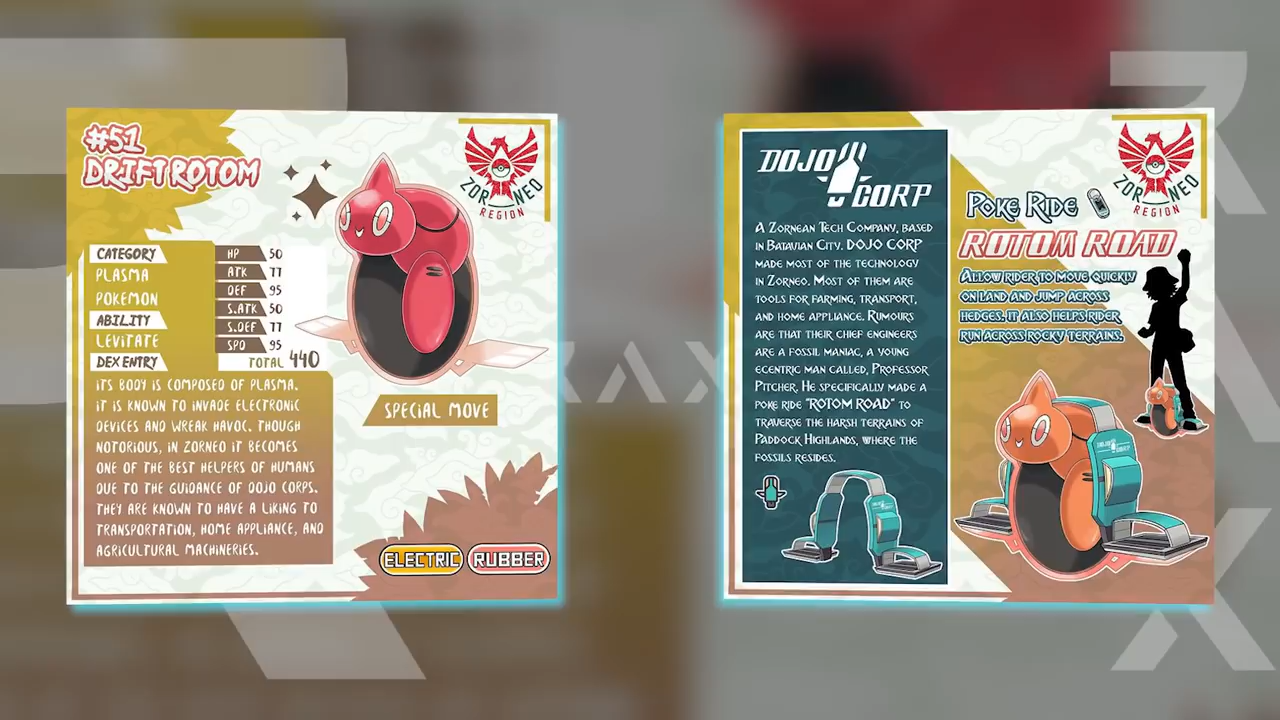 #51
DRIFT ROTOM
ZORNEO
REGION
CATEGORY
PLASMA
POKEMON
ABILITY
LEVITATE
DEX ENTRY
HP 50
ATK 77
DEF 95
S.ATK 50
S.DEF 77
SPD 95
TOTAL 440
IT'S BODY IS COMPOSED OF PLASMA.
IT IS KNOWN TO INVADE ELECTRONIC
DEVICES AND WREAK HAVOC. THOUGH
NOTORIOUS, IN ZORNEO IT BECOMES
ONE OF THE BEST HELPERS OF HUMANS
DUE TO THE GUIDANCE OF DOJO CORPS.
THEY ARE KNOWN TO HAVE A LIKING TO
TRANSPORTATION, HOME APPLIANCE, AND
AGRICULTURAL MACHINERIES.
SPECIAL MOVE
ELECTRIC RUBBER
DOJO
CORP
A ZORNEAN TECH COMPANY, BASED
IN BATAVIAN CITY. DOJO CORP
MADE MOST OF THE TECHNOLOGY
IN ZORNEO. MOST OF THEM ARE
TOOLS FOR FARMING, TRANSPORT,
AND HOME APPLIANCE. RUMOURS
ARE THAT THEIR CHIEF ENGINEERS
ARE A FOSSIL MANIAC, A YOUNG
ECENTRIC MAN CALLED, PROFESSOR
PITCHER. HE SPECIFICALLY MADE A
POKE RIDE "ROTOM ROAD" TO
TRAVERSE THE HARSH TERRAINS OF
PADDOCK HIGHLANDS, WHERE THE
FOSSILS RESIDES.
ZORNEO
REGION
POKE RIDE
ROTOM ROAD
ALLOW RIDER TO MOVE QUICKLY
ON LAND AND JUMP ACROSS
HEDGES. IT ALSO HELPS RIDER
RUN ACROSS ROCKY TERRAINS.
DOJO CORP